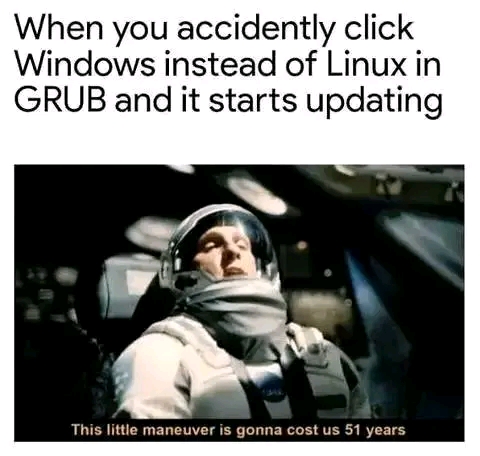 When you accidently click
Windows instead of Linux in
GRUB and it starts updating
This little maneuver is gonna cost us 51 years